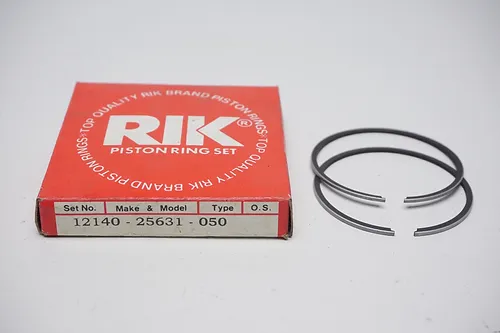 TOP QUALITY RIK BRAND PISTON RINGS★TOP QUALITY RIK BRAND PISTON RINGS★
RIK®
PISTON RING SET
Set No. Make & Model Type O.S.
12140 - 25631 - 050